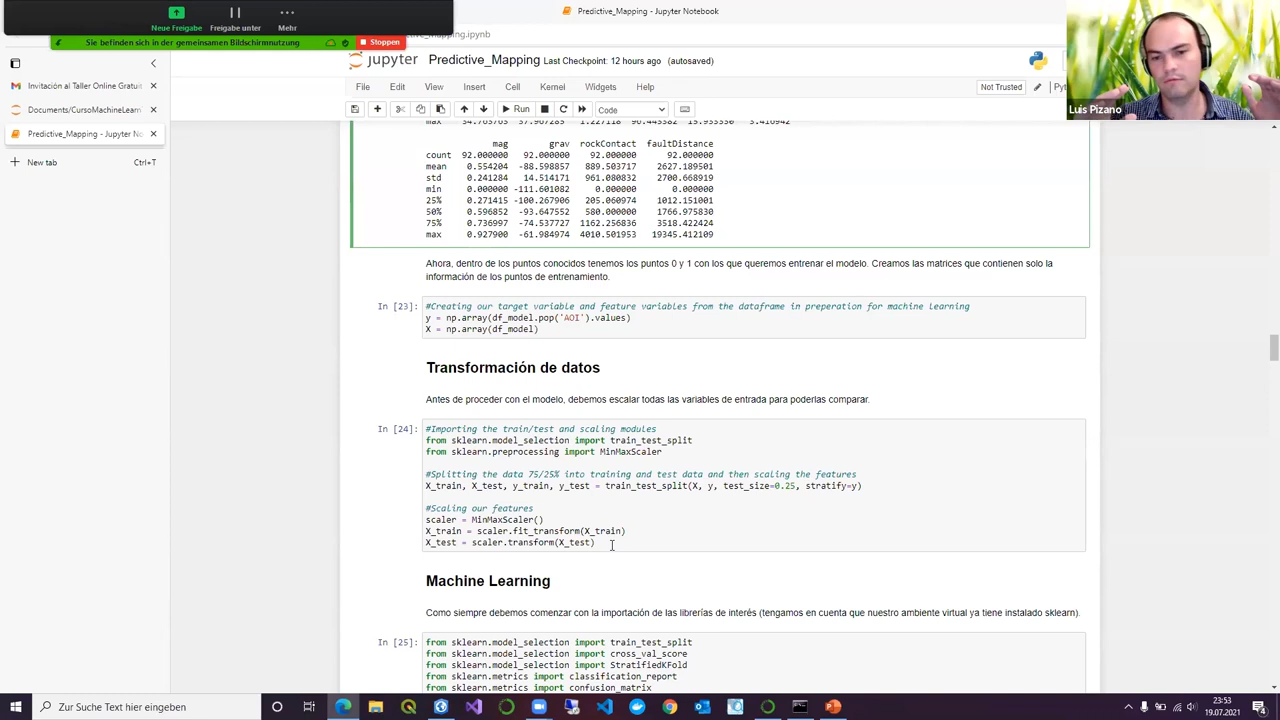 Predictive_Mapping - Jupyter Notebook
Neue Freigabe
Freigabe unter
Mehr
Sie befinden sich in der gemeinsamen Bildschirmnutzung
Stoppen
Luis Pizano
Invitación al Taller Online Gratuit
Documents/CursoMachineLearn
Predictive_Mapping - Jupyter No
New tab
Ctrl+T
jupyter Predictive_Mapping Last Checkpoint: 12 hours ago (autosaved)
File Edit View Insert Cell Kernel Widgets Help
Not Trusted
Run
Code
mag grav rockContact faultDistance
count 92.000000 92.000000 92.000000 92.000000
mean 0.554204 -88.598857 889.503717 2627.189501
std 0.241284 14.514171 961.080832 2700.668919
min 0.000000 -111.601082 0.000000 0.000000
25% 0.271415 -100.267906 205.060974 1012.151001
50% 0.596852 -93.647552 580.000000 1766.975830
75% 0.736997 -74.537727 1162.256836 3518.422424
max 0.927900 -61.984974 4010.501953 19345.412109
Ahora, dentro de los puntos conocidos tenemos los puntos 0 y 1 con los que queremos entrenar el modelo. Creamos las matrices que contienen solo la
información de los puntos de entrenamiento.
In [23]:
#Creating our target variable and feature variables from the dataframe in preperation for machine learning
y = np.array(df_model.pop('AOI').values)
X = np.array(df_model)
Transformación de datos
Antes de proceder con el modelo, debemos escalar todas las variables de entrada para poderlas comparar.
In [24]:
#Importing the train/test and scaling modules
from sklearn.model_selection import train_test_split
from sklearn.preprocessing import MinMaxScaler
#Splitting the data 75/25% into training and test data and then scaling the features
X_train, X_test, y_train, y_test = train_test_split(X, y, test_size=0.25, stratify=y)
#Scaling our features
scaler = MinMaxScaler()
X_train = scaler.fit_transform(X_train)
X_test = scaler.transform(X_test)
Machine Learning
Como siempre debemos comenzar con la importación de las librerías de interés (tengamos en cuenta que nuestro ambiente virtual ya tiene instalado sklearn).
In [25]:
from sklearn.model_selection import train_test_split
from sklearn.model_selection import cross_val_score
from sklearn.model_selection import StratifiedKFold
from sklearn.metrics import classification_report
from sklearn.metrics import confusion_matrix
Zur Suche Text hier eingeben
23:53
19.07.2021